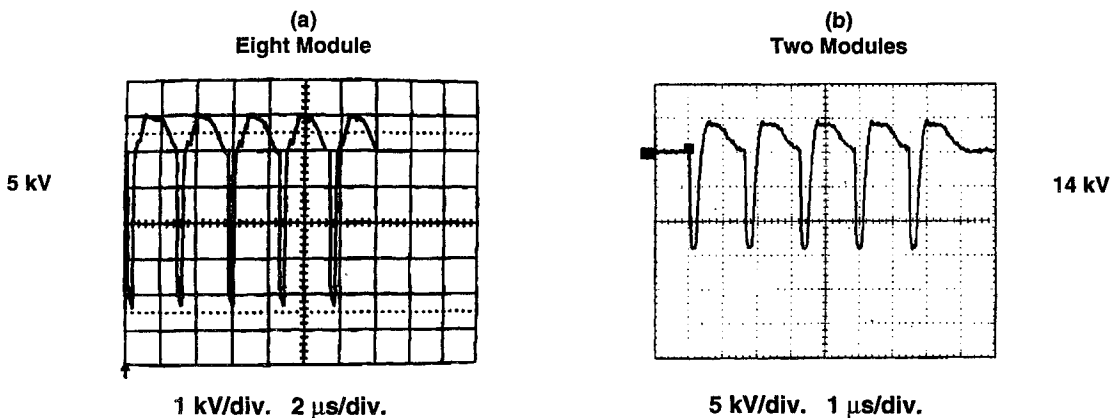 (a)
Eight Module
(b)
Two Modules
5 kV
14 kV
1 kV/div. 2 μs/div.
5 kV/div. 1 μs/div.